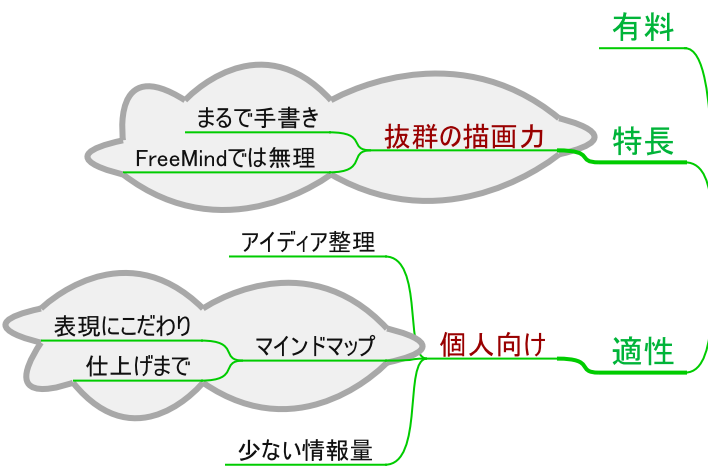 有料
まるで手書き
抜群の描画力
特長
FreeMindでは無理
アイディア整理
表現にこだわり
マインドマップ
個人向け
適性
仕上げまで
少ない情報量